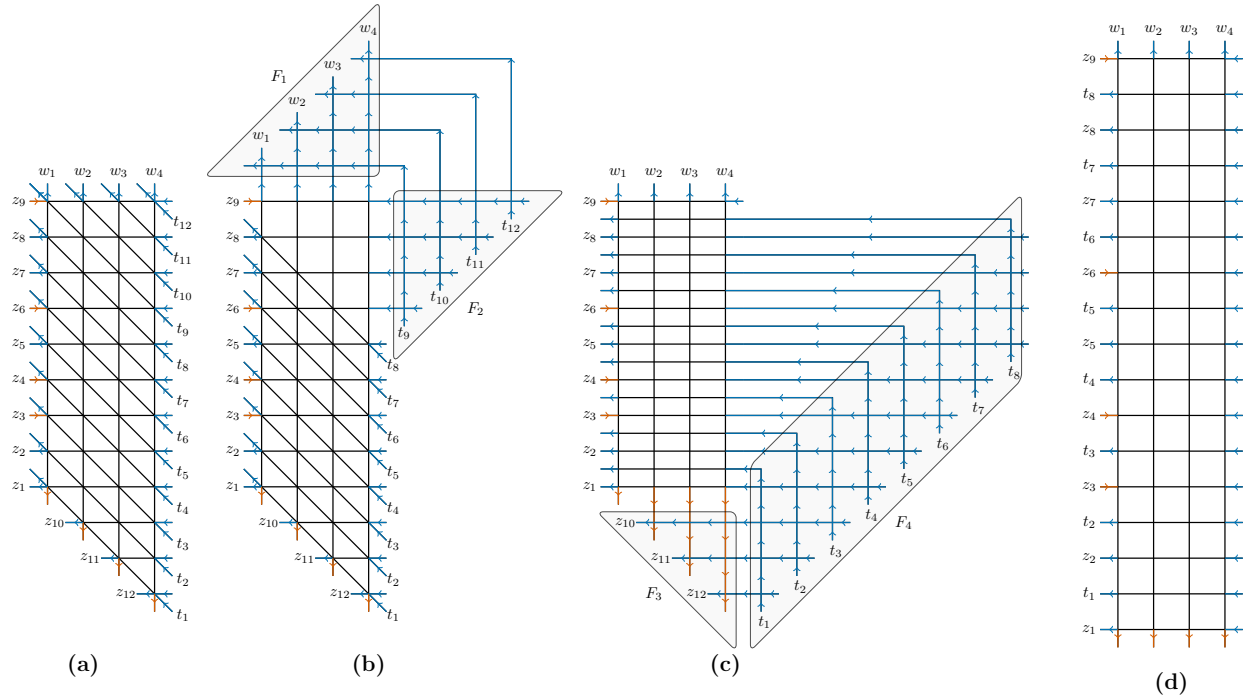 w₁ w₂ w₃ w₄
z₉
z₈
z₇
z₆
z₅
z₄
z₃
z₂
z₁
z₁₀
z₁₁
z₁₂
t₁₂
t₁₁
t₁₀
t₉
t₈
t₇
t₆
t₅
t₄
t₃
t₂
t₁
(a)
w₄
w₃
w₂
w₁
F₁
z₉
z₈
z₇
z₆
z₅
z₄
z₃
z₂
z₁
z₁₀
z₁₁
z₁₂
t₁₂
t₁₁
t₁₀
t₉
F₂
t₈
t₇
t₆
t₅
t₄
t₃
t₂
t₁
(b)
w₁ w₂ w₃ w₄
z₉
z₈
z₇
z₆
z₅
z₄
z₃
z₂
z₁
z₁₀
z₁₁
z₁₂
F₃
t₈
t₇
t₆
t₅
t₄
t₃
t₂
t₁
F₄
(c)
w₁ w₂ w₃ w₄
z₉
t₈
z₈
t₇
z₇
t₆
z₆
t₅
z₅
t₄
z₄
t₃
z₃
t₂
z₂
t₁
z₁
(d)